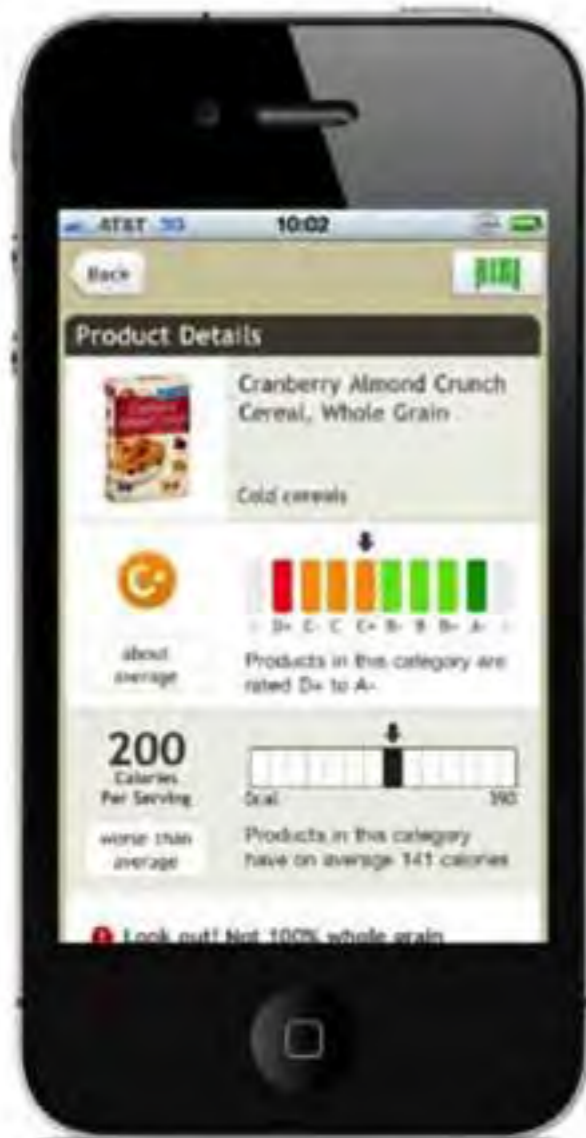 AT&T 3G 10:02
Back
Product Details
Cranberry Almond Crunch
Cereal, Whole Grain
Cold cereals
C+
D+ C- C C+ B- B B+ A-
about
average
Products in this category are
rated D+ to A-
200
Calories
Per Serving
0cal 390
worse than
average
Products in this category
have on average 141 calories
Look out! Not 100% whole grain